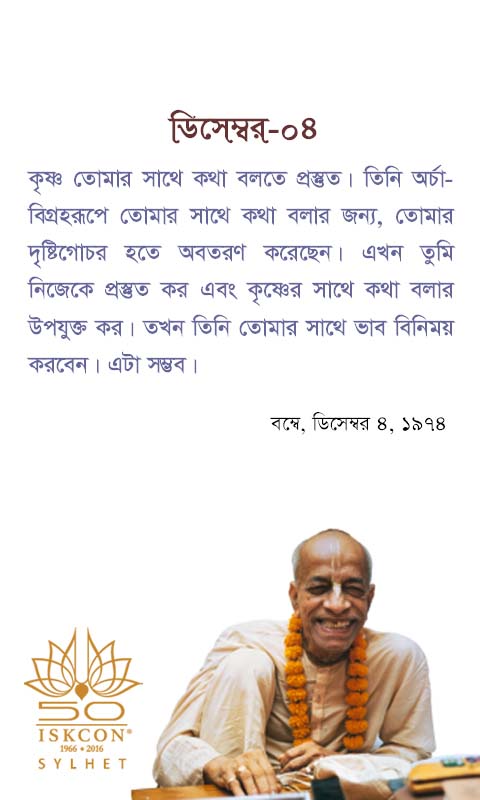 ডিসেম্বর-০৪
কৃষ্ণ তোমার সাথে কথা বলতে প্রস্তুত। তিনি অর্চা-
বিগ্রহরূপে তোমার সাথে কথা বলার জন্য, তোমার
দৃষ্টিগোচর হতে অবতরণ করেছেন। এখন তুমি
নিজেকে প্রস্তুত কর এবং কৃষ্ণের সাথে কথা বলার
উপযুক্ত কর। তখন তিনি তোমার সাথে ভাব বিনিময়
করবেন। এটা সম্ভব।
বম্বে, ডিসেম্বর ৪, ১৯৭৪
50
ISKCON®
1966 • 2016
SYLHET